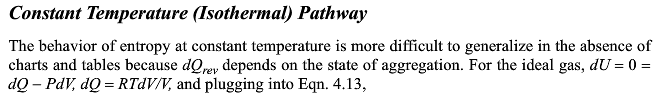 Constant Temperature (Isothermal) Pathway
The behavior of entropy at constant temperature is more difficult to generalize in the absence of
charts and tables because dQrev depends on the state of aggregation. For the ideal gas, dU = 0 =
dQ – PdV, dQ = RTdV/V, and plugging into Eqn. 4.13,